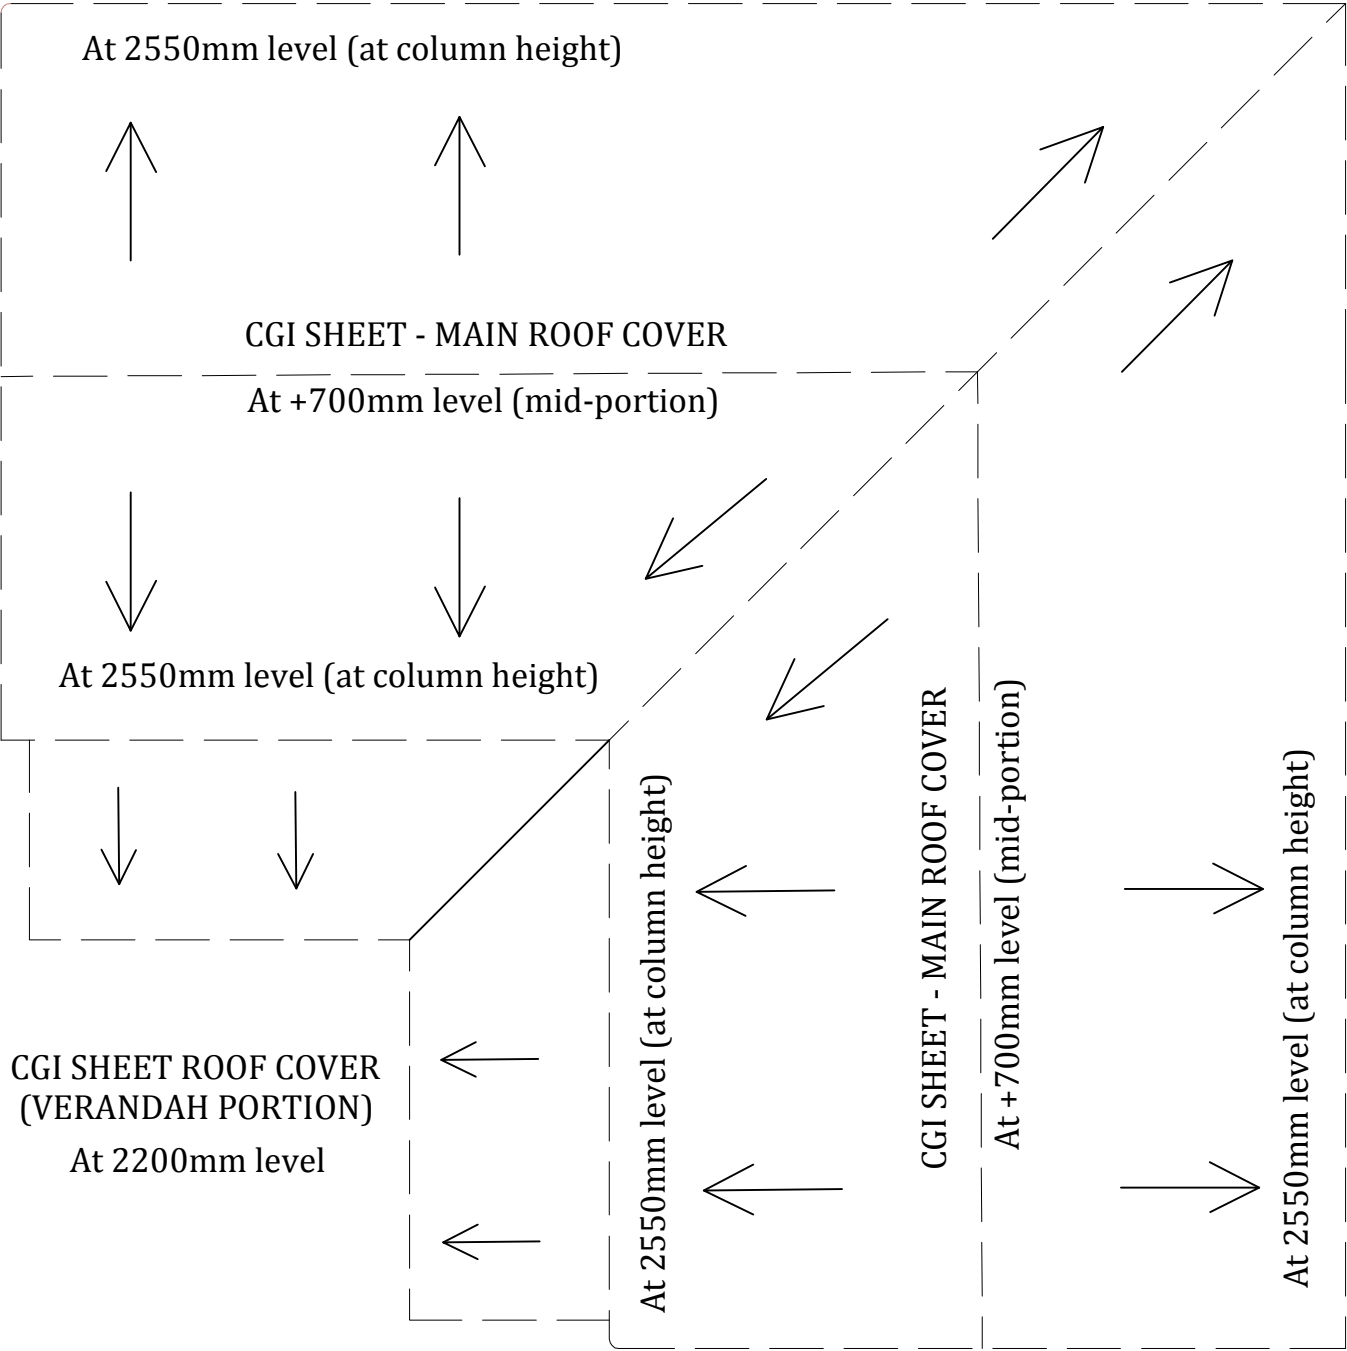 At 2550mm level (at column height)
CGI SHEET - MAIN ROOF COVER
At +700mm level (mid-portion)
At 2550mm level (at column height)
CGI SHEET ROOF COVER
(VERANDAH PORTION)
At 2200mm level
At 2550mm level (at column height)
CGI SHEET - MAIN ROOF COVER
At +700mm level (mid-portion)
At 2550mm level (at column height)